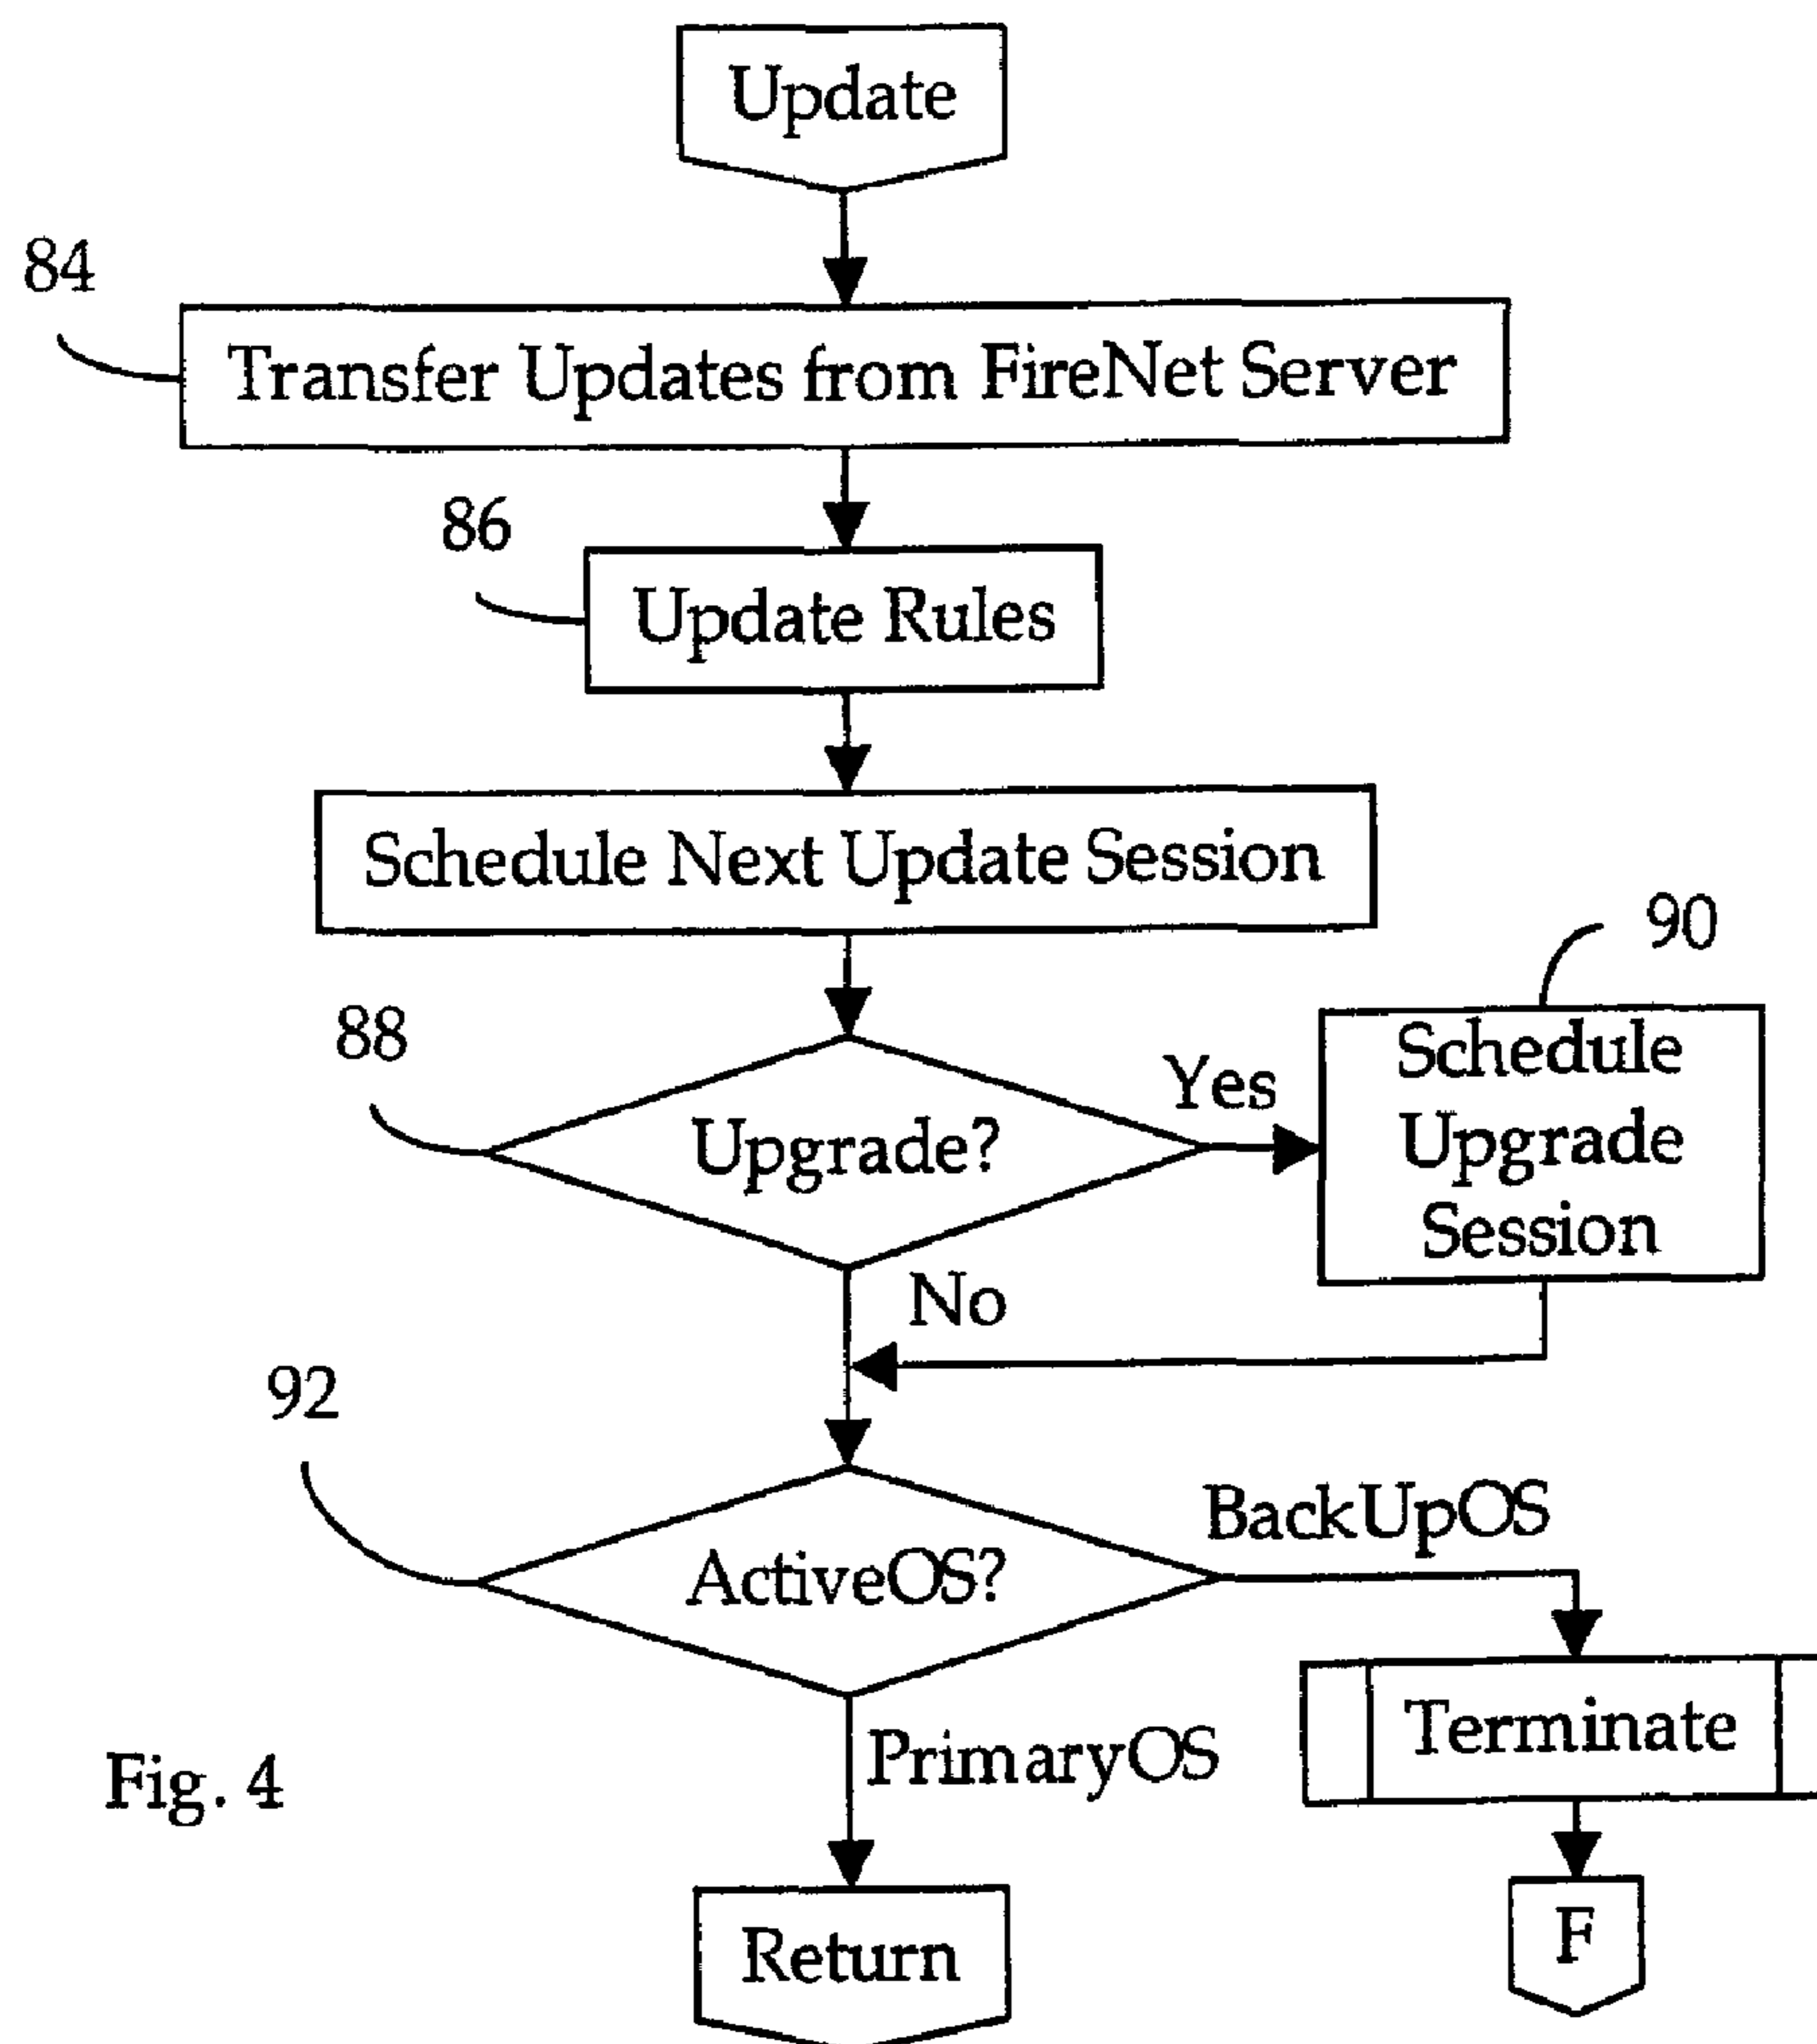 Update
84
Transfer Updates from FireNet Server
86
Update Rules
Schedule Next Update Session
90
88
Yes
Schedule
Upgrade
Session
Upgrade?
No
92
BackUpOS
ActiveOS?
Terminate
PrimaryOS
Fig. 4
Return
F